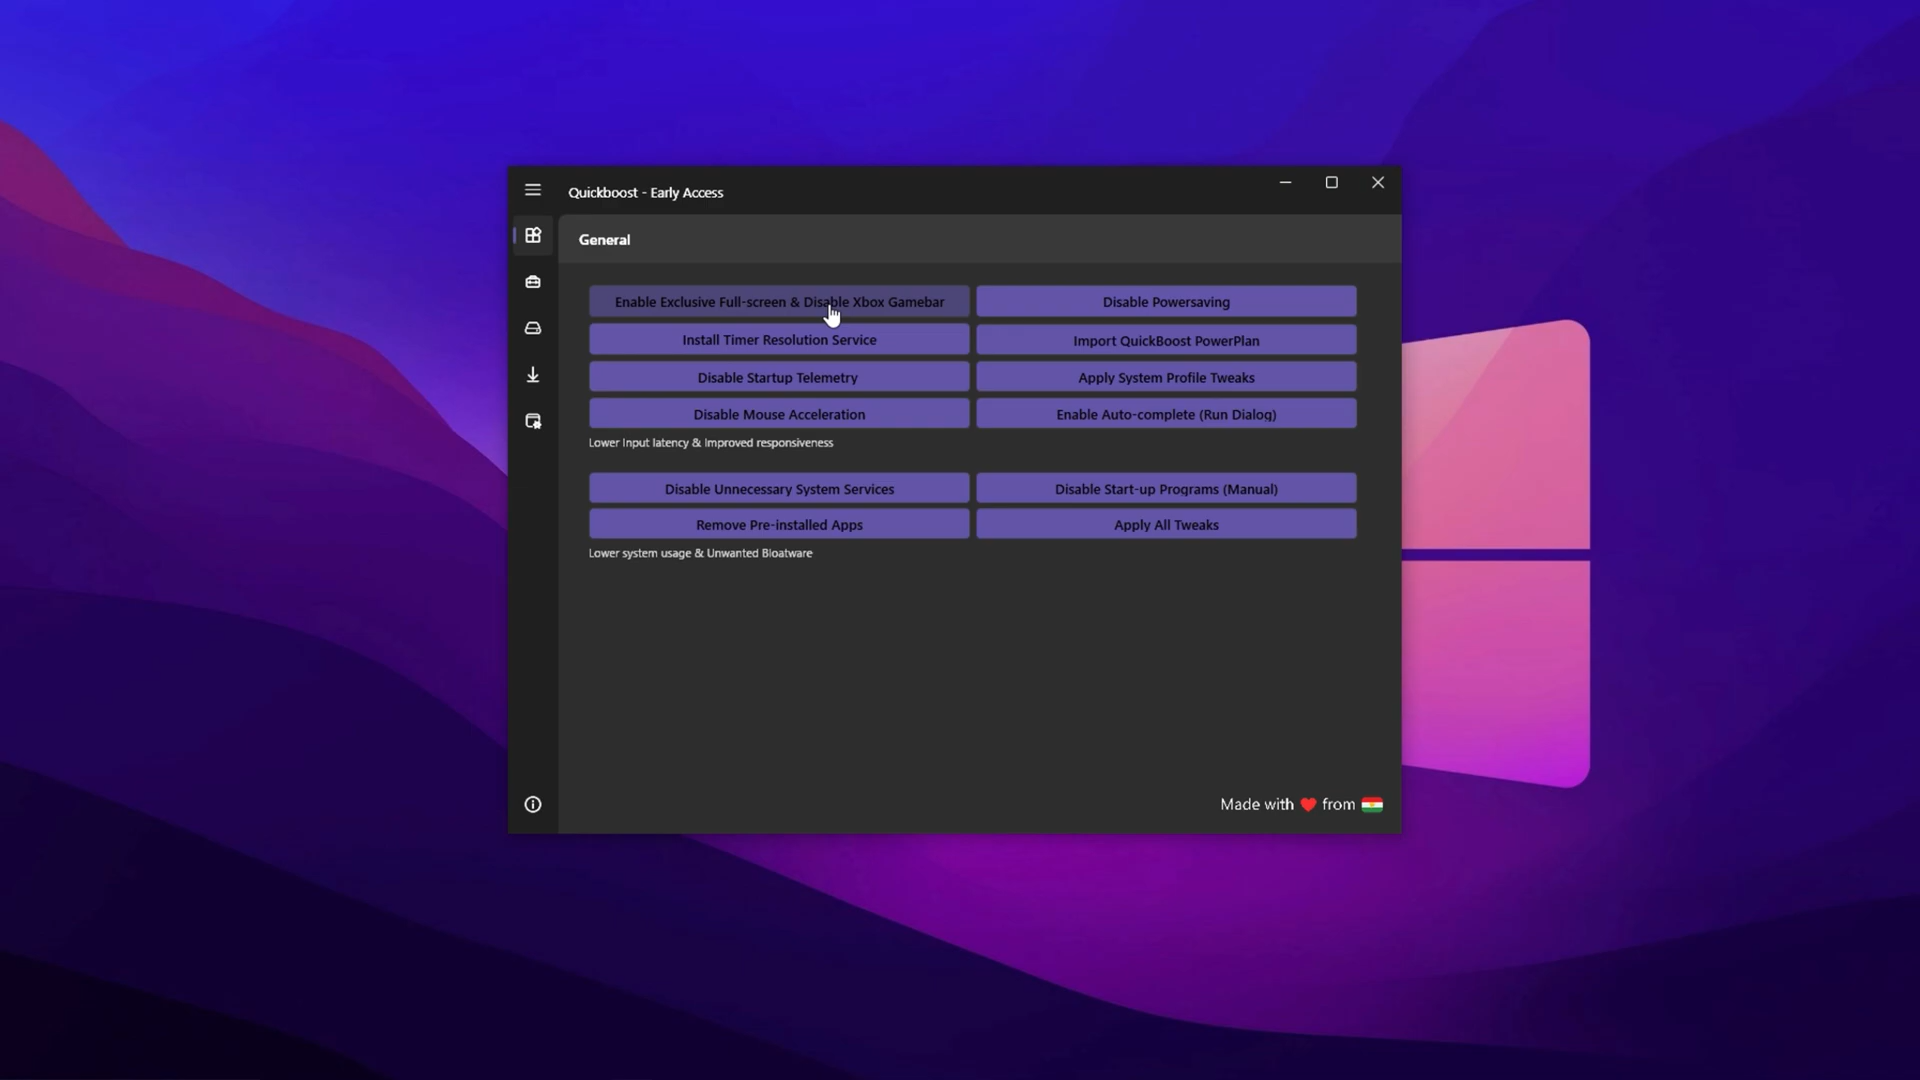 Quickboost - Early Access
General
Enable Exclusive Full-screen & Disable Xbox Gamebar
Disable Powersaving
Install Timer Resolution Service
Import QuickBoost PowerPlan
Disable Startup Telemetry
Apply System Profile Tweaks
Disable Mouse Acceleration
Enable Auto-complete (Run Dialog)
Lower Input latency & Improved responsiveness
Disable Unnecessary System Services
Disable Start-up Programs (Manual)
Remove Pre-installed Apps
Apply All Tweaks
Lower system usage & Unwanted Bloatware
Made with ❤ from